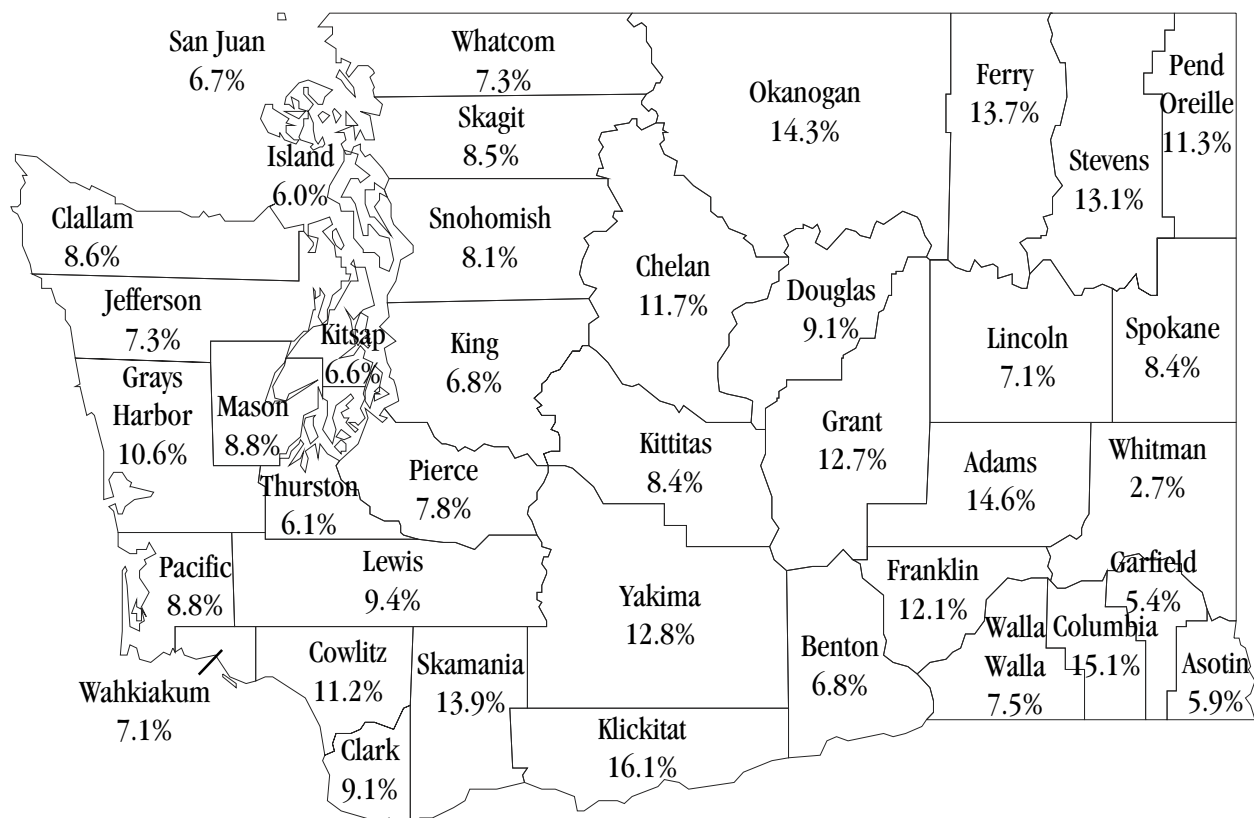 San Juan
6.7%
Whatcom
7.3%
Skagit
8.5%
Island
6.0%
Okanogan
14.3%
Ferry
13.7%
Pend
Oreille
11.3%
Stevens
13.1%
Clallam
8.6%
Snohomish
8.1%
Chelan
11.7%
Jefferson
7.3%
Douglas
9.1%
Kitsap
6.6%
King
6.8%
Lincoln
7.1%
Spokane
8.4%
Grays
Harbor
10.6%
Mason
8.8%
Kittitas
8.4%
Grant
12.7%
Adams
14.6%
Whitman
2.7%
Thurston
6.1%
Pierce
7.8%
Pacific
8.8%
Lewis
9.4%
Yakima
12.8%
Franklin
12.1%
Garfield
5.4%
Benton
6.8%
Walla
Walla
7.5%
Columbia
15.1%
Asotin
5.9%
Wahkiakum
7.1%
Cowlitz
11.2%
Skamania
13.9%
Clark
9.1%
Klickitat
16.1%